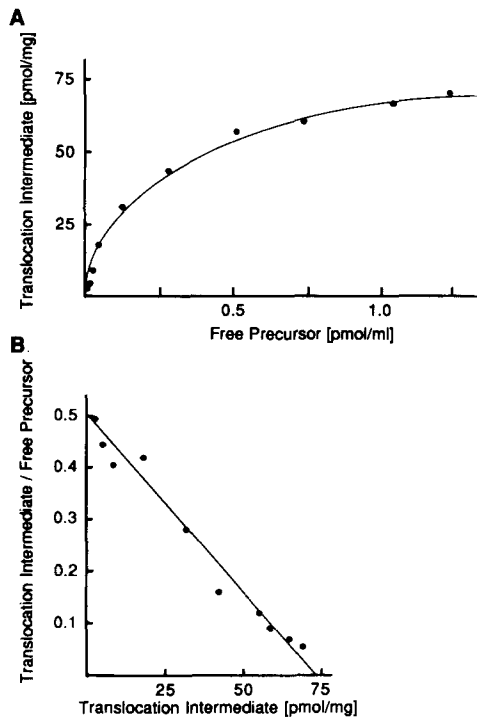 A
Translocation Intermediate [pmol/mg]
75
50
25
0.5
1.0
Free Precursor [pmol/ml]
B
Translocation Intermediate / Free Precursor
0.5
0.4
0.3
0.2
0.1
25
50
75
Translocation Intermediate [pmol/mg]